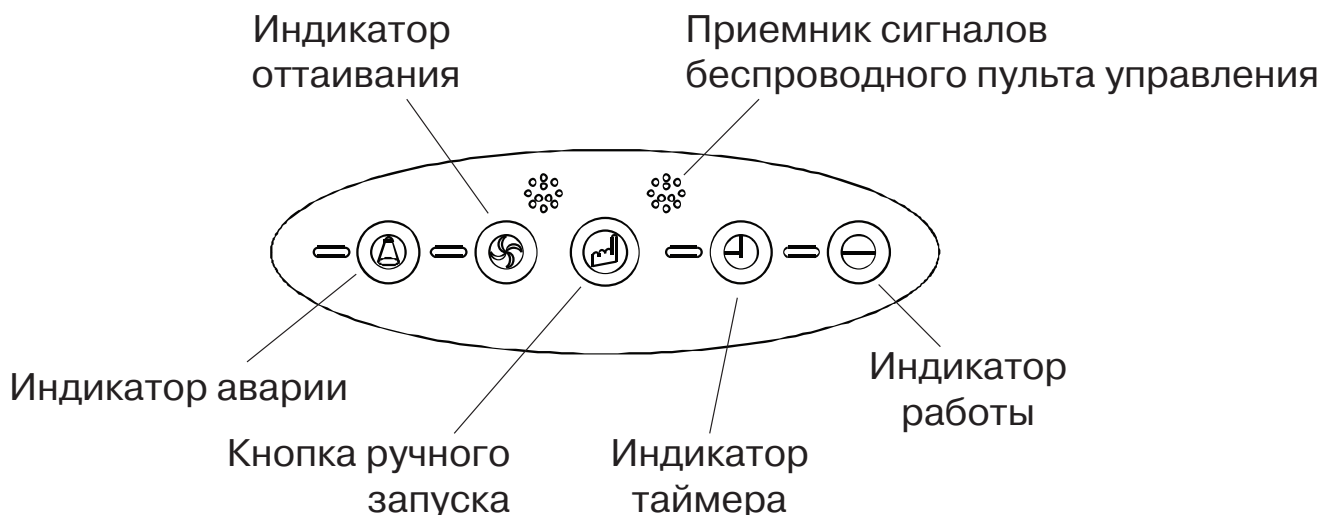 Индикатор
оттаивания
Приемник сигналов
беспроводного пульта управления
Индикатор аварии
Кнопка ручного
запуска
Индикатор
таймера
Индикатор
работы